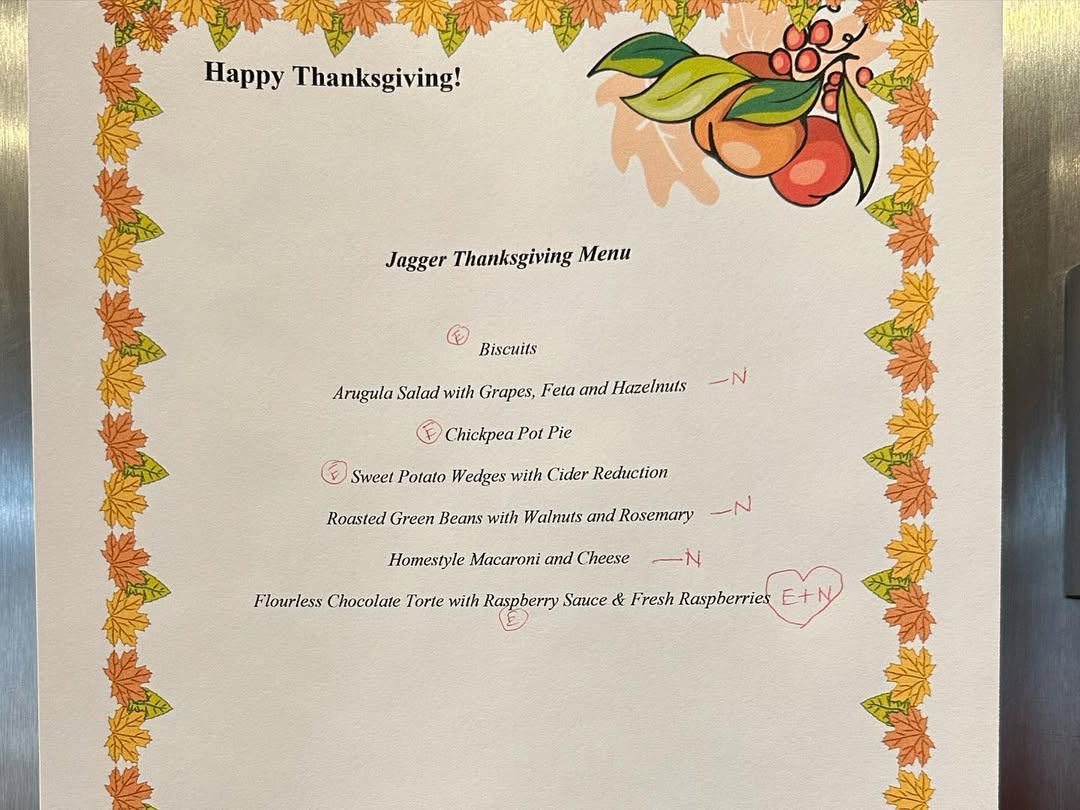 Happy Thanksgiving!
Jagger Thanksgiving Menu
E
Biscuits
Arugula Salad with Grapes, Feta and Hazelnuts —N
E Chickpea Pot Pie
E Sweet Potato Wedges with Cider Reduction
Roasted Green Beans with Walnuts and Rosemary —N
Homestyle Macaroni and Cheese —N
Flourless Chocolate Torte with Raspberry Sauce & Fresh Raspberries E+N
E